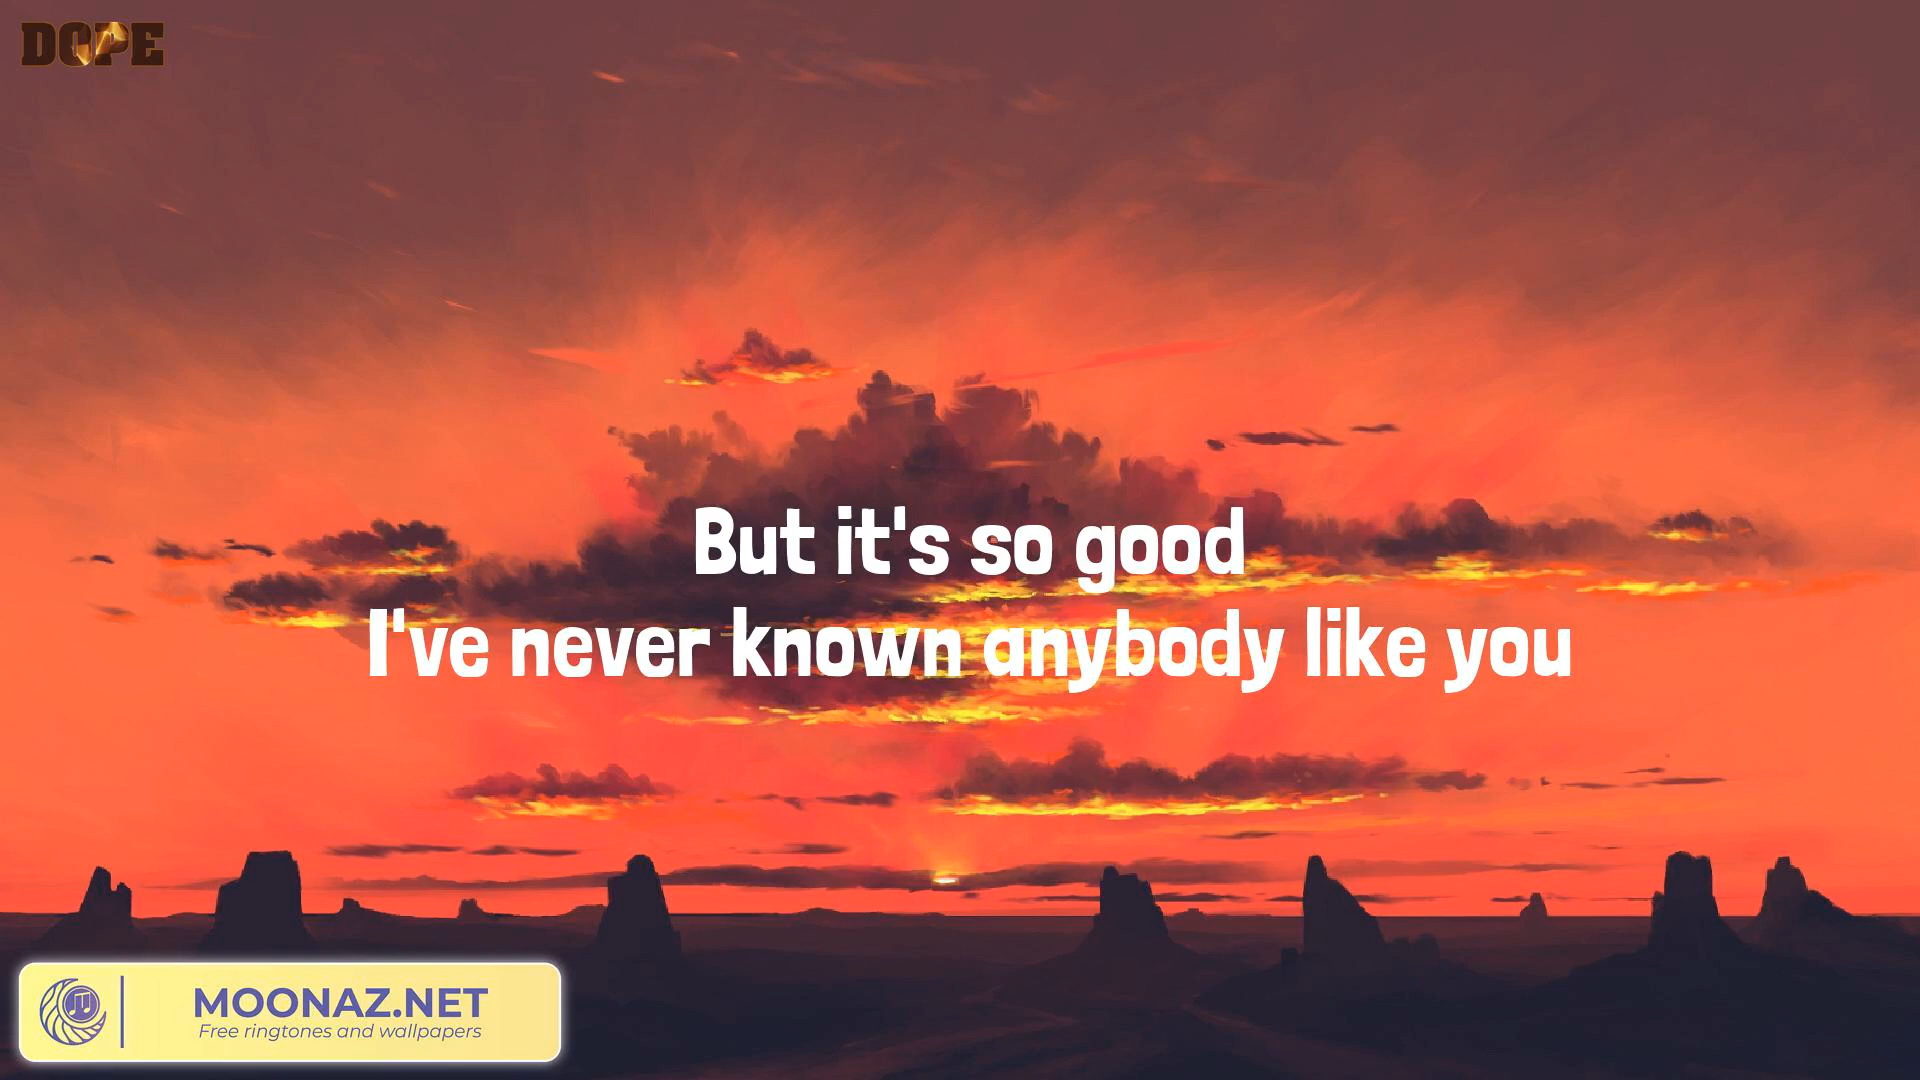 DOPE
But it's so good
I've never known anybody like you
MOONAZ.NET
Free ringtones and wallpapers